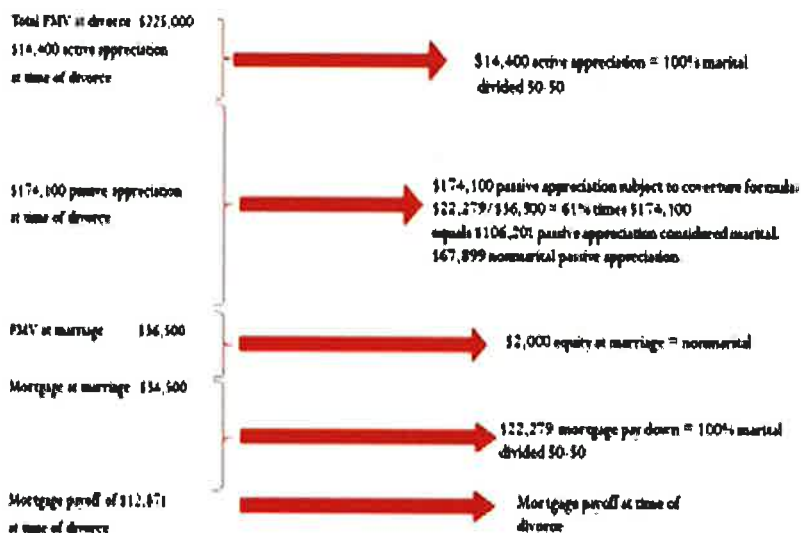 Total FMV at divorce $225,000
$14,400 active appreciation
at time of divorce
$14,400 active appreciation = 100% marital
divided 50-50
$174,100 passive appreciation
at time of divorce
$174,100 passive appreciation subject to coverture formula:
$22,279/$36,500 = 61% times $174,100
equals $106,201 passive appreciation considered marital.
$67,899 nonmarital passive appreciation
FMV at marriage $36,500
$2,000 equity at marriage = nonmarital
Mortgage at marriage $34,500
$22,279 mortgage pay down = 100% marital
divided 50-50
Mortgage payoff of
at time of divorce
Mortgage payoff at time of
divorce